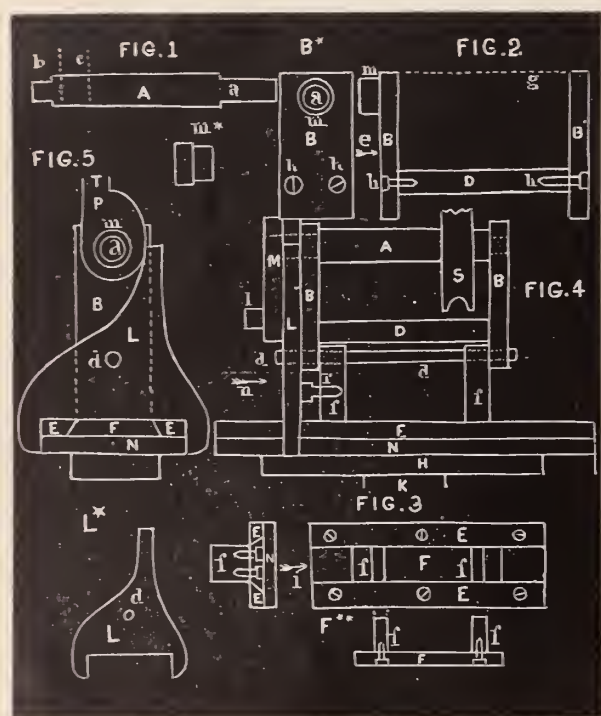 FIG. 1 B* FIG. 2
b c A a
a m B h h
m e B g B h D h
m*
FIG. 5
T P m a B L d
E F E
N
FIG. 4
M A S B B L l D
d d
n r f f
E
N
H
K
FIG. 3
L*
d L
f E N E
l
E f F f E
F**
f f F